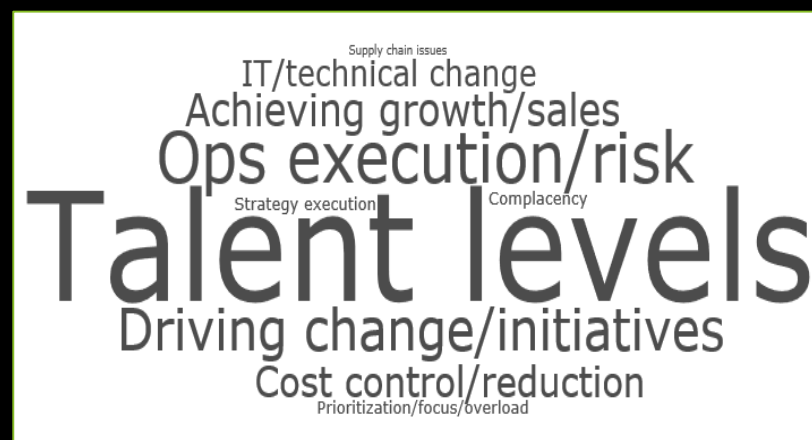 Supply chain issues
IT/technical change
Achieving growth/sales
Ops execution/risk
Strategy execution
Complacency
Talent levels
Driving change/initiatives
Cost control/reduction
Prioritization/focus/overload